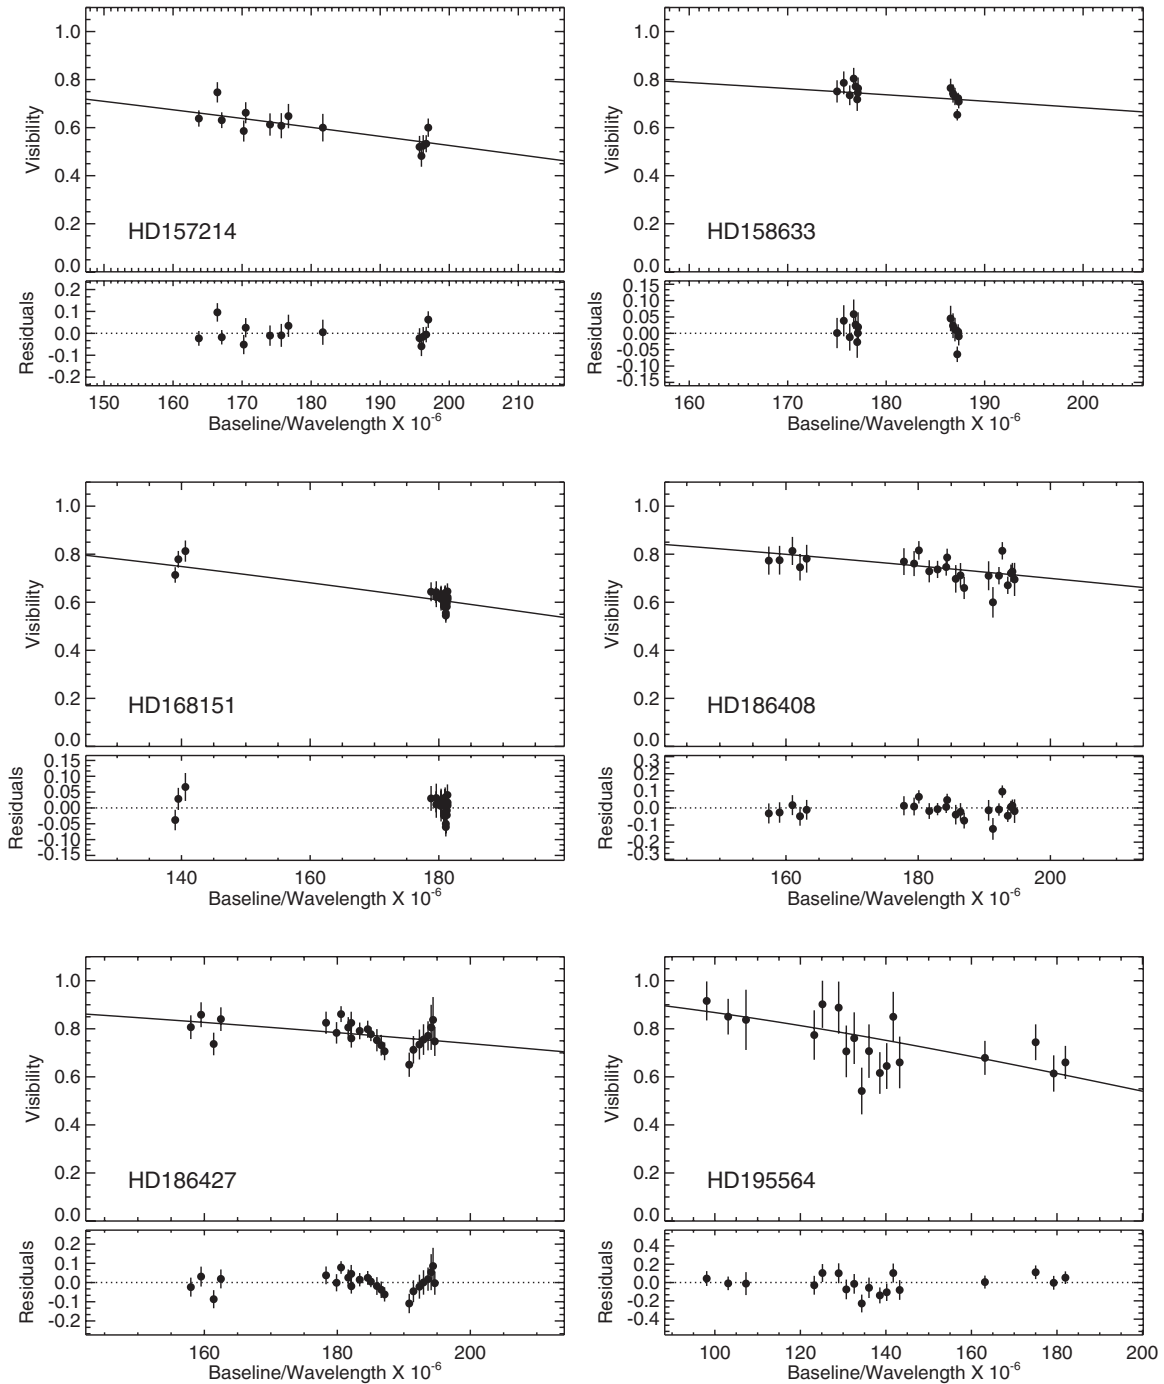 1.0
0.8
0.6
0.4
0.2
0.0
Visibility
HD157214
0.2
0.1
0.0
-0.1
-0.2
Residuals
150 160 170 180 190 200 210
Baseline/Wavelength X 10-6
1.0
0.8
0.6
0.4
0.2
0.0
Visibility
HD158633
0.15
0.10
0.05
0.00
-0.05
-0.10
-0.15
Residuals
160 170 180 190 200
Baseline/Wavelength X 10-6
1.0
0.8
0.6
0.4
0.2
0.0
Visibility
HD168151
0.15
0.10
0.05
0.00
-0.05
-0.10
-0.15
Residuals
140 160 180
Baseline/Wavelength X 10-6
1.0
0.8
0.6
0.4
0.2
0.0
Visibility
HD186408
0.3
0.2
0.1
0.0
-0.1
-0.2
-0.3
Residuals
160 180 200
Baseline/Wavelength X 10-6
1.0
0.8
0.6
0.4
0.2
0.0
Visibility
HD186427
0.2
0.1
0.0
-0.1
-0.2
Residuals
160 180 200
Baseline/Wavelength X 10-6
1.0
0.8
0.6
0.4
0.2
0.0
Visibility
HD195564
0.4
0.2
0.0
-0.2
-0.4
Residuals
100 120 140 160 180 200
Baseline/Wavelength X 10-6